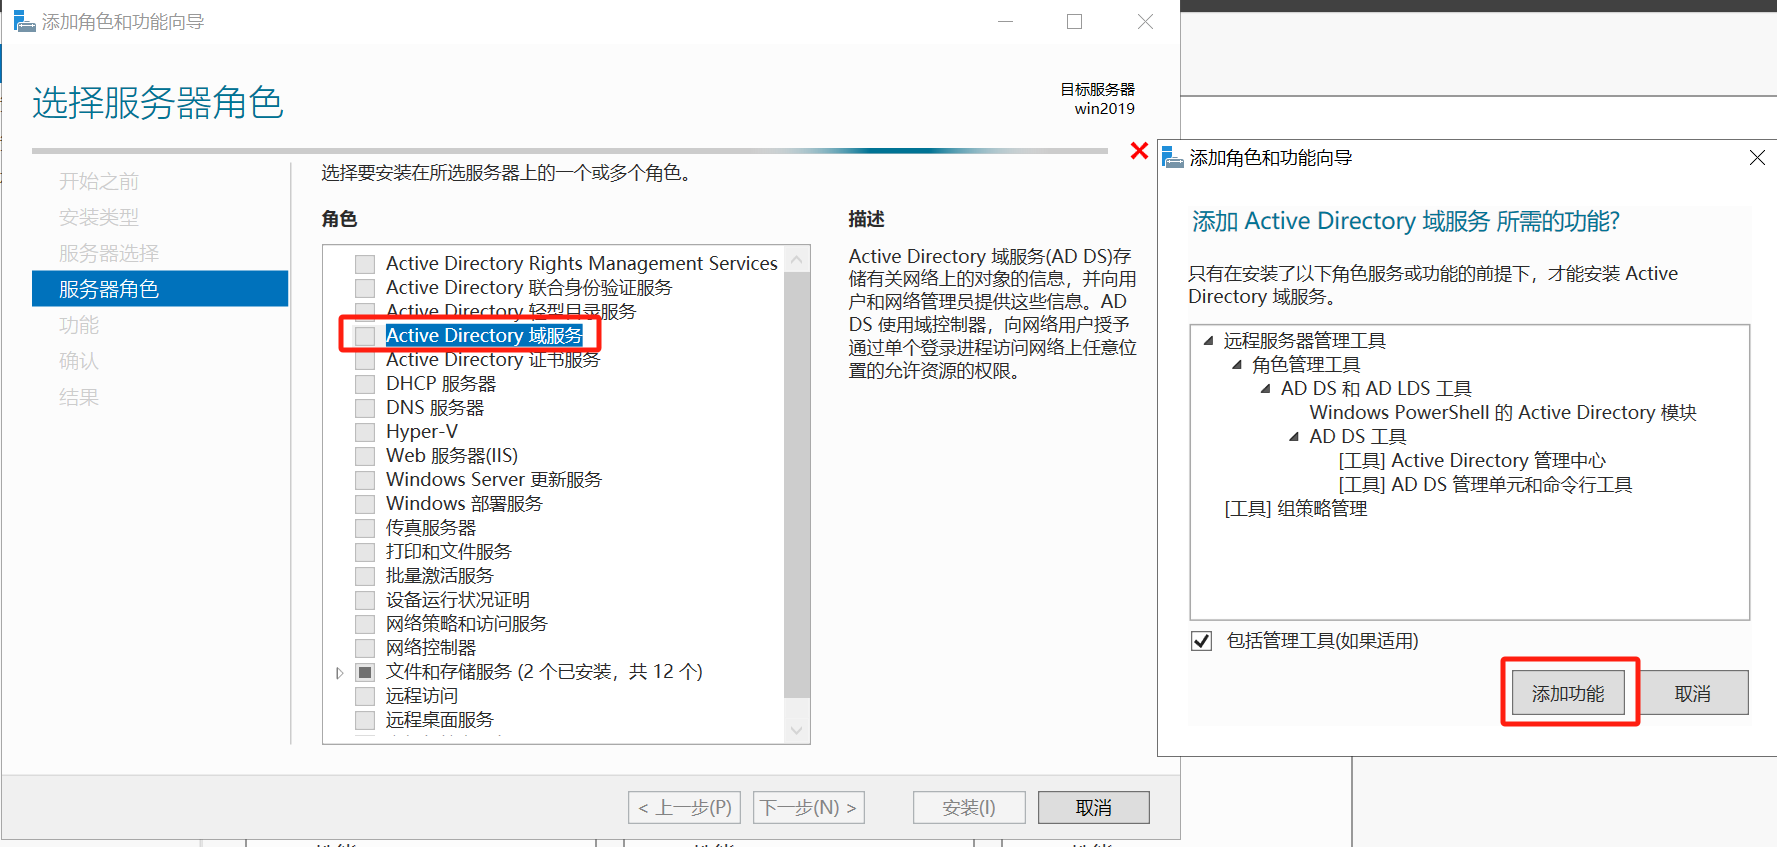 添加角色和功能向导
选择服务器角色
目标服务器
win2019
开始之前
安装类型
服务器选择
服务器角色
功能
确认
结果
选择要安装在所选服务器上的一个或多个角色。
角色
Active Directory Rights Management Services
Active Directory 联合身份验证服务
Active Directory 轻型目录服务
Active Directory 域服务
Active Directory 证书服务
DHCP 服务器
DNS 服务器
Hyper-V
Web 服务器(IIS)
Windows Server 更新服务
Windows 部署服务
传真服务器
打印和文件服务
批量激活服务
设备运行状况证明
网络策略和访问服务
网络控制器
文件和存储服务 (2 个已安装，共 12 个)
远程访问
远程桌面服务
描述
Active Directory 域服务(AD DS)存
储有关网络上的对象的信息，并向用
户和网络管理员提供这些信息。AD
DS 使用域控制器，向网络用户授予
通过单个登录进程访问网络上任意位
置的允许资源的权限。
< 上一步(P)
下一步(N) >
安装(I)
取消
添加角色和功能向导
添加 Active Directory 域服务 所需的功能?
只有在安装了以下角色服务或功能的前提下，才能安装 Active
Directory 域服务。
远程服务器管理工具
角色管理工具
AD DS 和 AD LDS 工具
Windows PowerShell 的 Active Directory 模块
AD DS 工具
[工具] Active Directory 管理中心
[工具] AD DS 管理单元和命令行工具
[工具] 组策略管理
包括管理工具(如果适用)
添加功能
取消